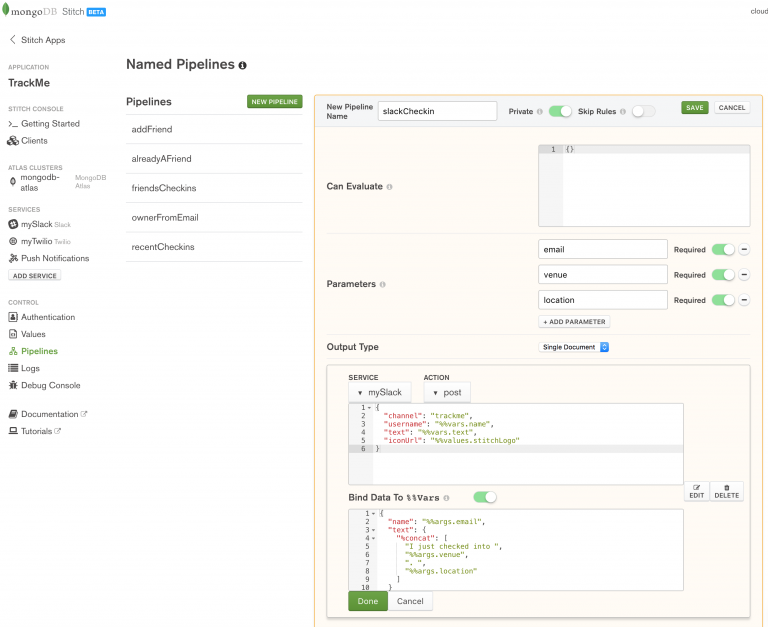 mongoDB Stitch BETA
cloud
Stitch Apps
APPLICATION
TrackMe
STITCH CONSOLE
Getting Started
Clients
ATLAS CLUSTERS
mongodb-atlas MongoDB Atlas
SERVICES
mySlack Slack
myTwilio Twilio
Push Notifications
ADD SERVICE
CONTROL
Authentication
Values
Pipelines
Logs
Debug Console
Documentation
Tutorials
Named Pipelines
Pipelines
NEW PIPELINE
addFriend
alreadyAFriend
friendsCheckins
ownerFromEmail
recentCheckins
New Pipeline Name
slackCheckin
Private
Skip Rules
SAVE
CANCEL
Can Evaluate
1 {}
Parameters
email Required
venue Required
location Required
+ ADD PARAMETER
Output Type
Single Document
SERVICE
mySlack
ACTION
post
1 {
2 "channel": "trackme",
3 "username": "%%vars.name",
4 "text": "%%vars.text",
5 "iconUrl": "%%values.stitchLogo"
6 }
EDIT
DELETE
Bind Data To %%Vars
1 {
2 "name": "%%args.email",
3 "text": {
4 "%concat": [
5 "I just checked into ",
6 "%%args.venue",
7 ". ",
8 "%%args.location"
9 ]
10 }
Done
Cancel